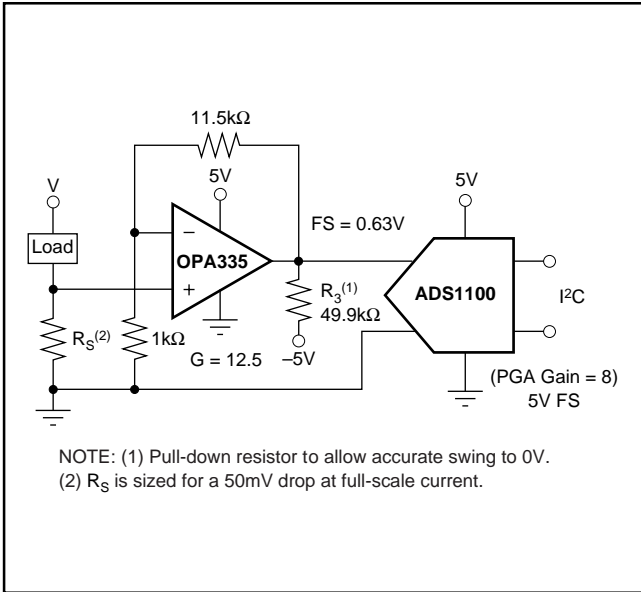 11.5kΩ
V
5V
5V
FS = 0.63V
Load
−
OPA335
+
R3(1)
49.9kΩ
ADS1100
I2C
RS(2)
1kΩ
G = 12.5
–5V
(PGA Gain = 8)
5V FS
NOTE: (1) Pull-down resistor to allow accurate swing to 0V.
(2) RS is sized for a 50mV drop at full-scale current.